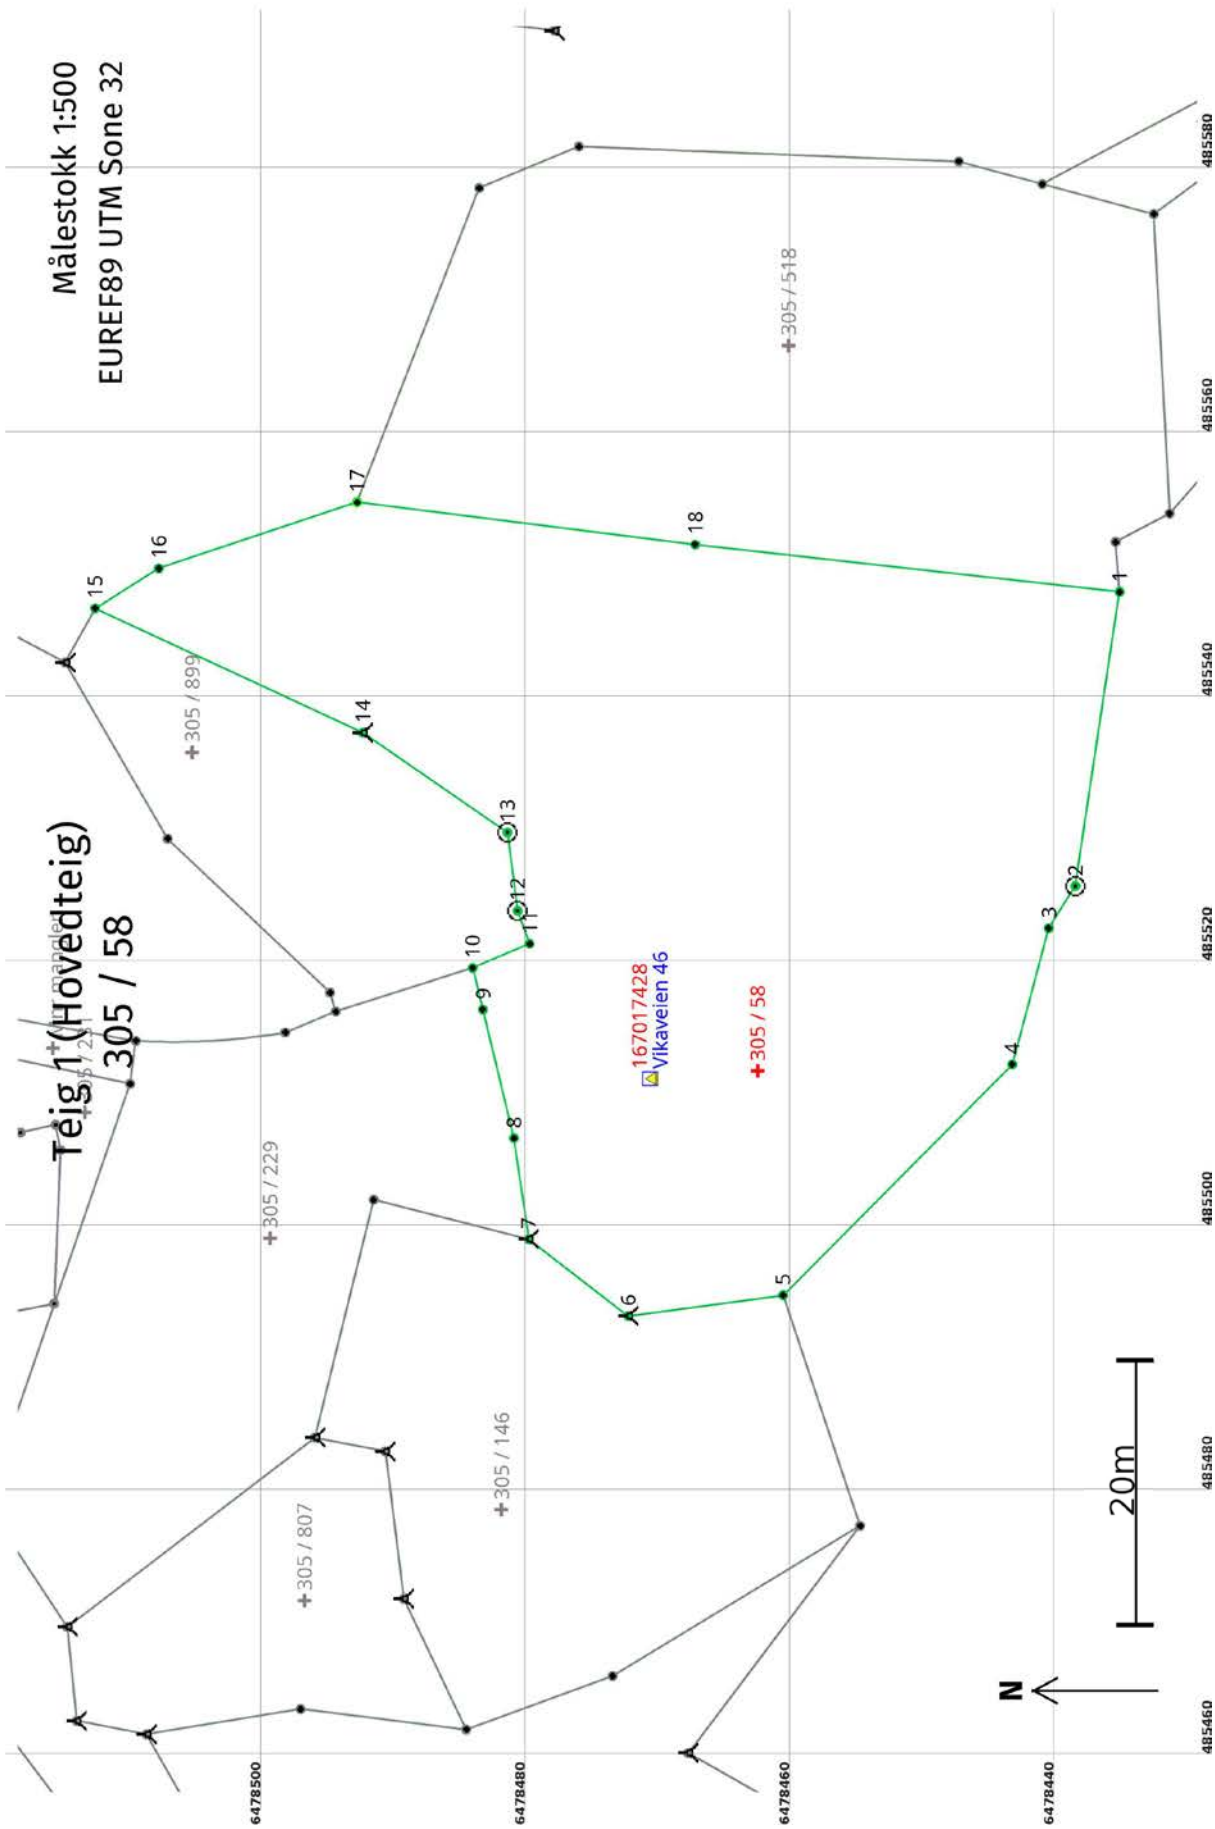 Målestokk 1:500
EUREF89 UTM Sone 32
Teig 1 (Hovedteig)
305 / 58
+305 / 899
+305 / 229
+305 / 807
+305 / 146
+305 / 518
167017428
Vikaveien 46
+305 / 58
1
2
3
4
5
6
7
8
9
10
11
12
13
14
15
16
17
18
20m
N
6478500
6478480
6478460
6478440
485460
485480
485500
485520
485540
485560
485580